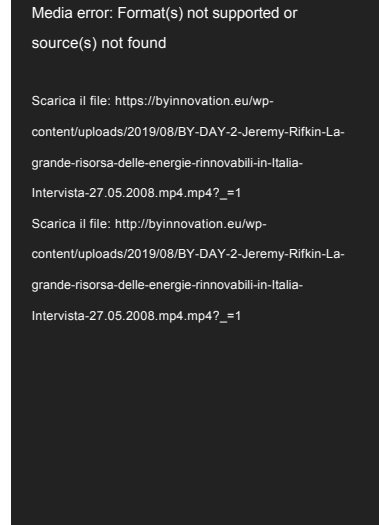 Media error: Format(s) not supported or
source(s) not found
Scarica il file: https://byinnovation.eu/wp-
content/uploads/2019/08/BY-DAY-2-Jeremy-Rifkin-La-
grande-risorsa-delle-energie-rinnovabili-in-Italia-
Intervista-27.05.2008.mp4.mp4?_=1
Scarica il file: http://byinnovation.eu/wp-
content/uploads/2019/08/BY-DAY-2-Jeremy-Rifkin-La-
grande-risorsa-delle-energie-rinnovabili-in-Italia-
Intervista-27.05.2008.mp4.mp4?_=1